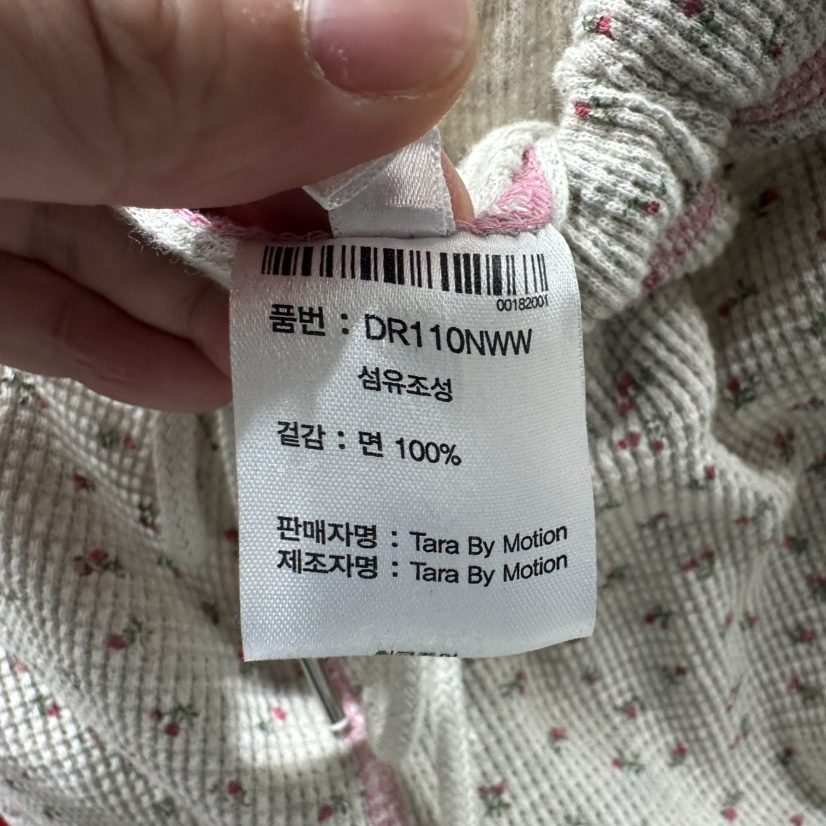 00182001
품번 : DR110NWW
섬유조성
겉감 : 면 100%
판매자명 : Tara By Motion
제조자명 : Tara By Motion